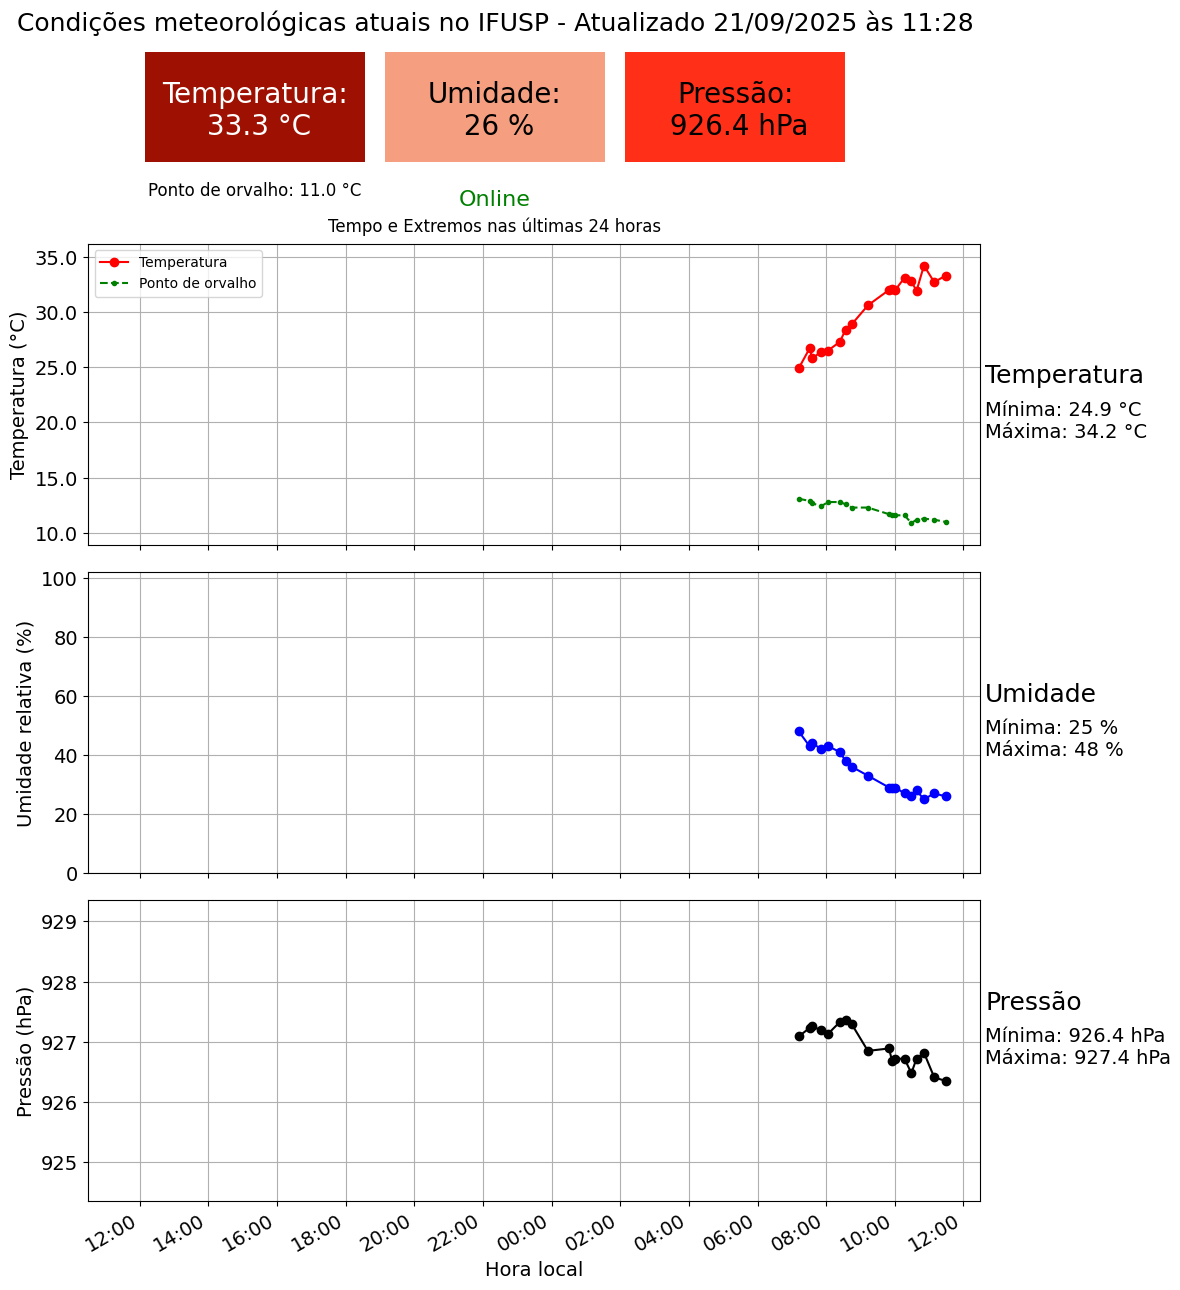 Condições meteorológicas atuais no IFUSP - Atualizado 21/09/2025 às 11:28
Temperatura:
33.3 °C
Umidade:
26 %
Pressão:
926.4 hPa
Ponto de orvalho: 11.0 °C
Online
Tempo e Extremos nas últimas 24 horas
Temperatura
Ponto de orvalho
Temperatura (°C)
35.0
30.0
25.0
20.0
15.0
10.0
Temperatura
Mínima: 24.9 °C
Máxima: 34.2 °C
Umidade relativa (%)
100
80
60
40
20
0
Umidade
Mínima: 25 %
Máxima: 48 %
Pressão (hPa)
929
928
927
926
925
Pressão
Mínima: 926.4 hPa
Máxima: 927.4 hPa
12:00 14:00 16:00 18:00 20:00 22:00 00:00 02:00 04:00 06:00 08:00 10:00 12:00
Hora local